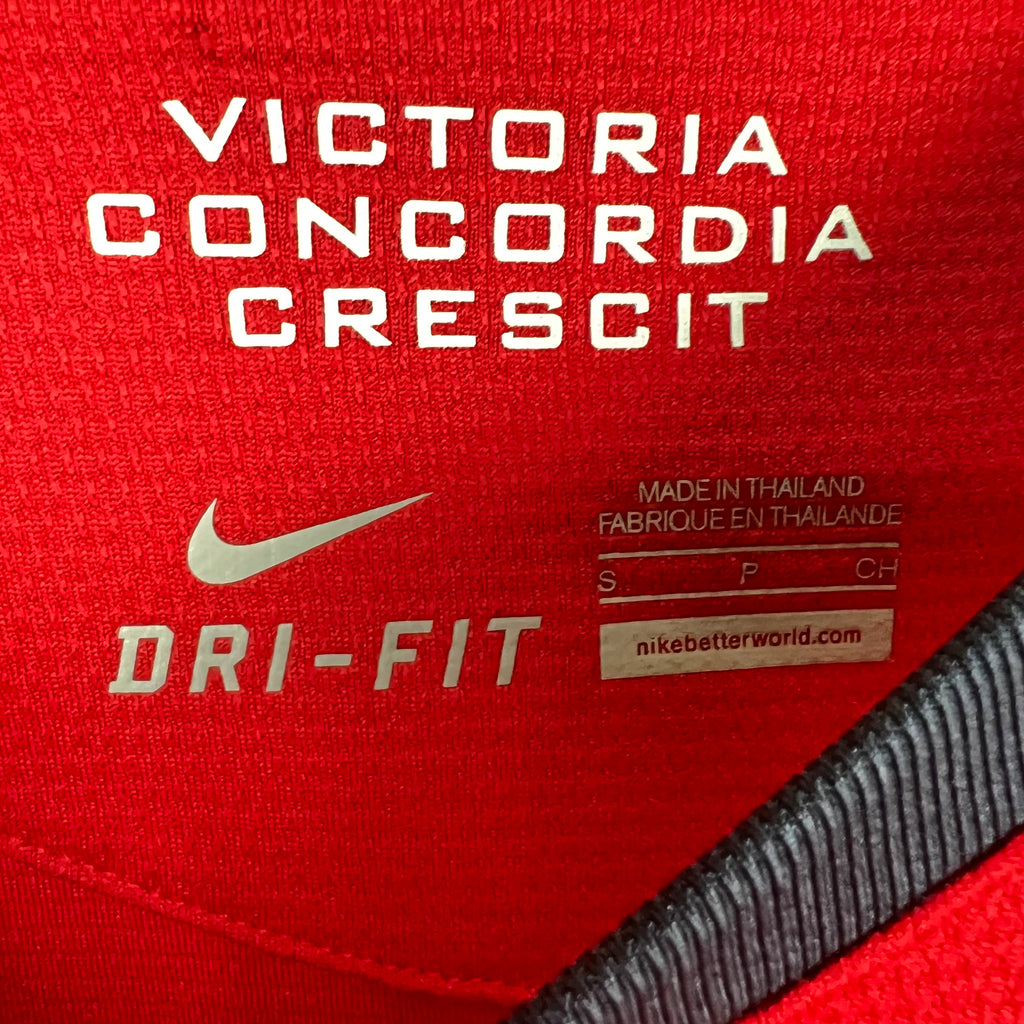 VICTORIA
CONCORDIA
CRESCIT
DRI-FIT
MADE IN THAILAND
FABRIQUE EN THAILANDE
S P CH
nikebetterworld.com